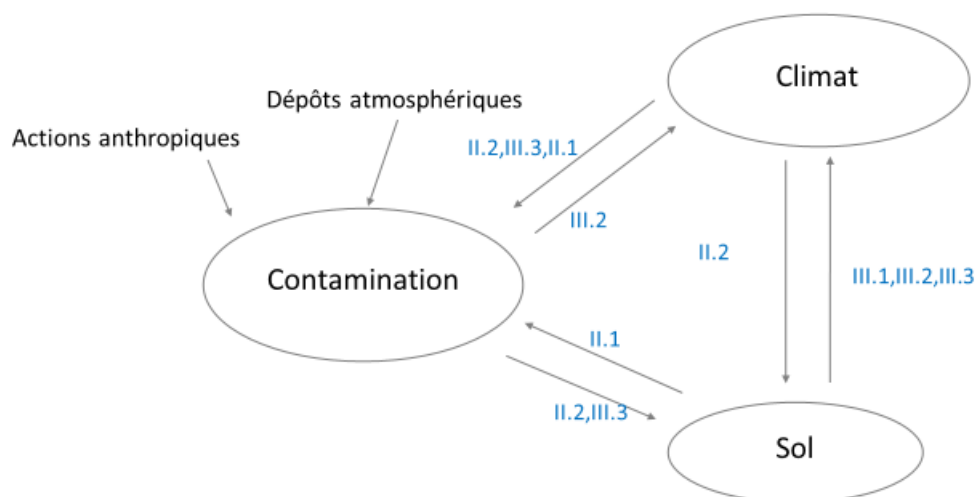 Climat
Dépôts atmosphériques
Actions anthropiques
II.2,III.3,II.1
III.2
II.2
III.1,III.2,III.3
Contamination
II.1
II.2,III.3
Sol